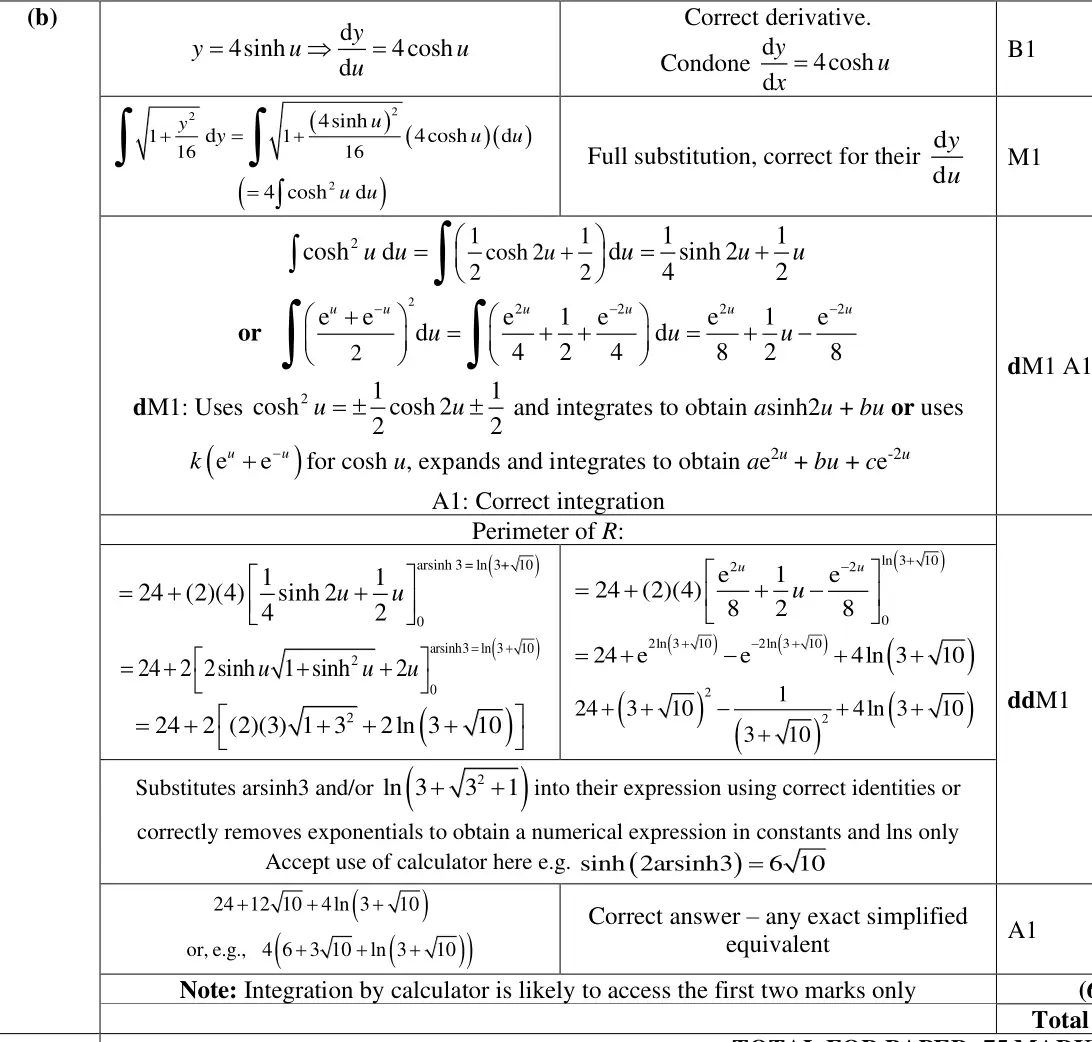 (b)
y = 4sinh u ⇒ dy/du = 4cosh u
Correct derivative.
Condone dy/dx = 4cosh u
B1
∫√(1 + y²/16) dy = ∫√(1 + (4sinh u)²/16) (4cosh u)(du)
(= 4∫cosh² u du)
Full substitution, correct for their dy/du
M1
∫cosh² u du = ∫(1/2 cosh 2u + 1/2)du = 1/4 sinh 2u + 1/2 u
or ∫((eᵘ + e⁻ᵘ)/2)² du = ∫(e²ᵘ/4 + 1/2 + e⁻²ᵘ/4) du = e²ᵘ/8 + 1/2 u − e⁻²ᵘ/8
dM1: Uses cosh² u = ± 1/2 cosh 2u ± 1/2 and integrates to obtain asinh2u + bu or uses
k(eᵘ + e⁻ᵘ) for cosh u, expands and integrates to obtain ae²ᵘ + bu + ce⁻²ᵘ
A1: Correct integration
dM1 A1
Perimeter of R:
= 24 + (2)(4)[1/4 sinh 2u + 1/2 u]₀^(arsinh 3 = ln(3+√10))
= 24 + 2[2sinh u √(1 + sinh² u) + 2u]₀^(arsinh3 = ln(3+√10))
= 24 + 2[(2)(3)√(1 + 3²) + 2ln(3 + √10)]
= 24 + (2)(4)[e²ᵘ/8 + 1/2 u − e⁻²ᵘ/8]₀^(ln(3+√10))
= 24 + e^(2ln(3+√10)) − e^(−2ln(3+√10)) + 4ln(3 + √10)
24 + (3 + √10)² − 1/(3 + √10)² + 4ln(3 + √10)
ddM1
Substitutes arsinh3 and/or ln(3 + √(3² + 1)) into their expression using correct identities or
correctly removes exponentials to obtain a numerical expression in constants and lns only
Accept use of calculator here e.g. sinh(2arsinh3) = 6√10
24 + 12√10 + 4ln(3 + √10)
or, e.g., 4(6 + 3√10 + ln(3 + √10))
Correct answer – any exact simplified
equivalent
A1
Note: Integration by calculator is likely to access the first two marks only
(6
Total